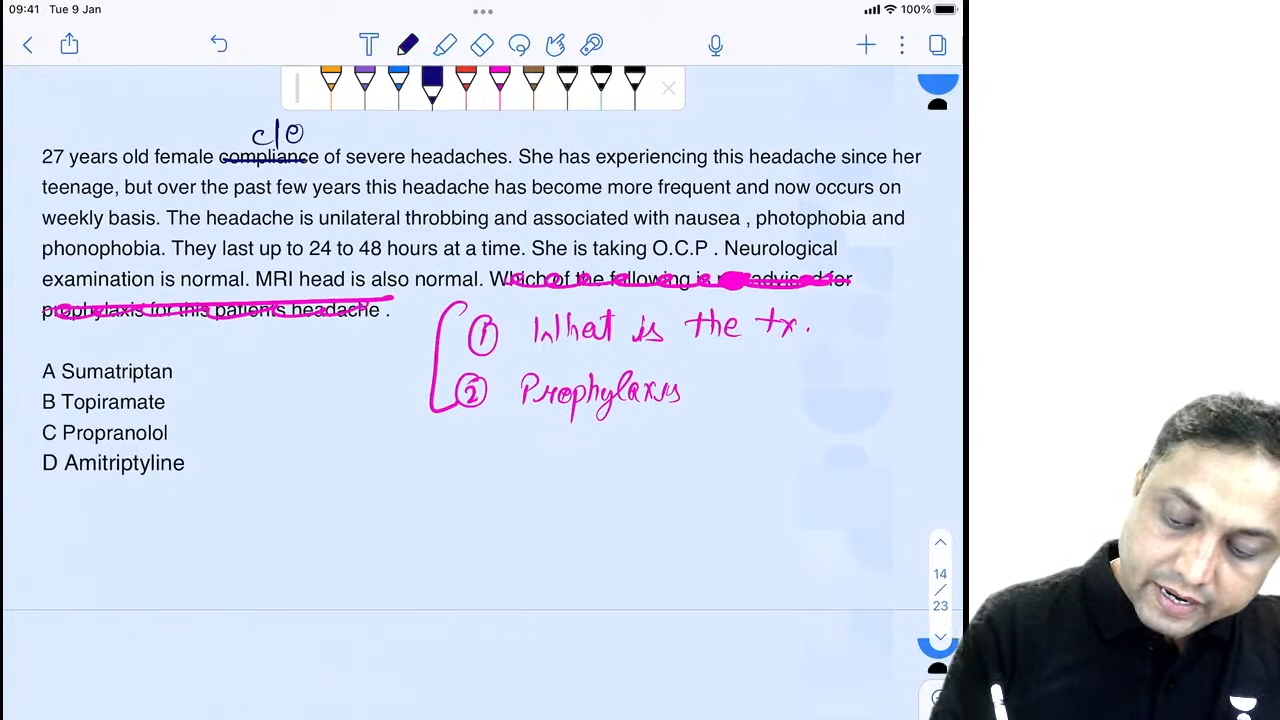 09:41 Tue 9 Jan
100%
T
c/o
27 years old female compliance of severe headaches. She has experiencing this headache since her
teenage, but over the past few years this headache has become more frequent and now occurs on
weekly basis. The headache is unilateral throbbing and associated with nausea , photophobia and
phonophobia. They last up to 24 to 48 hours at a time. She is taking O.C.P . Neurological
examination is normal. MRI head is also normal. Which of the following is advised for
prophylaxis for this patients headache .
① What is the tx.
② Prophylaxis
A Sumatriptan
B Topiramate
C Propranolol
D Amitriptyline
14
/
23